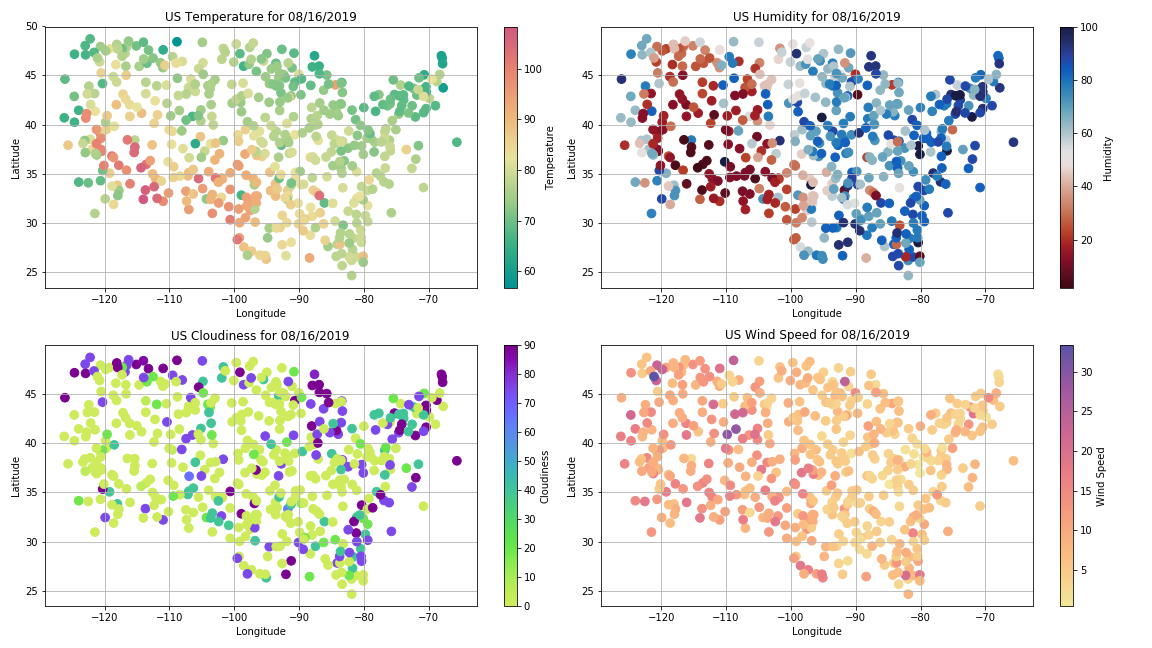 US Temperature for 08/16/2019
50
45
40
35
30
25
Latitude
−120 −110 −100 −90 −80 −70
Longitude
100
90
80
70
60
Temperature
US Humidity for 08/16/2019
45
40
35
30
25
Latitude
−120 −110 −100 −90 −80 −70
Longitude
100
80
60
40
20
Humidity
US Cloudiness for 08/16/2019
45
40
35
30
25
Latitude
−120 −110 −100 −90 −80 −70
Longitude
90
80
70
60
50
40
30
20
10
0
Cloudiness
US Wind Speed for 08/16/2019
45
40
35
30
25
Latitude
−120 −110 −100 −90 −80 −70
Longitude
30
25
20
15
10
5
Wind Speed